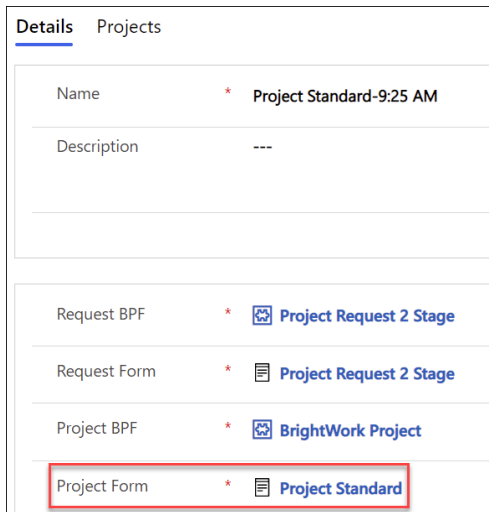 Details Projects
Name * Project Standard-9:25 AM
Description ---
Request BPF * Project Request 2 Stage
Request Form * Project Request 2 Stage
Project BPF * BrightWork Project
Project Form * Project Standard